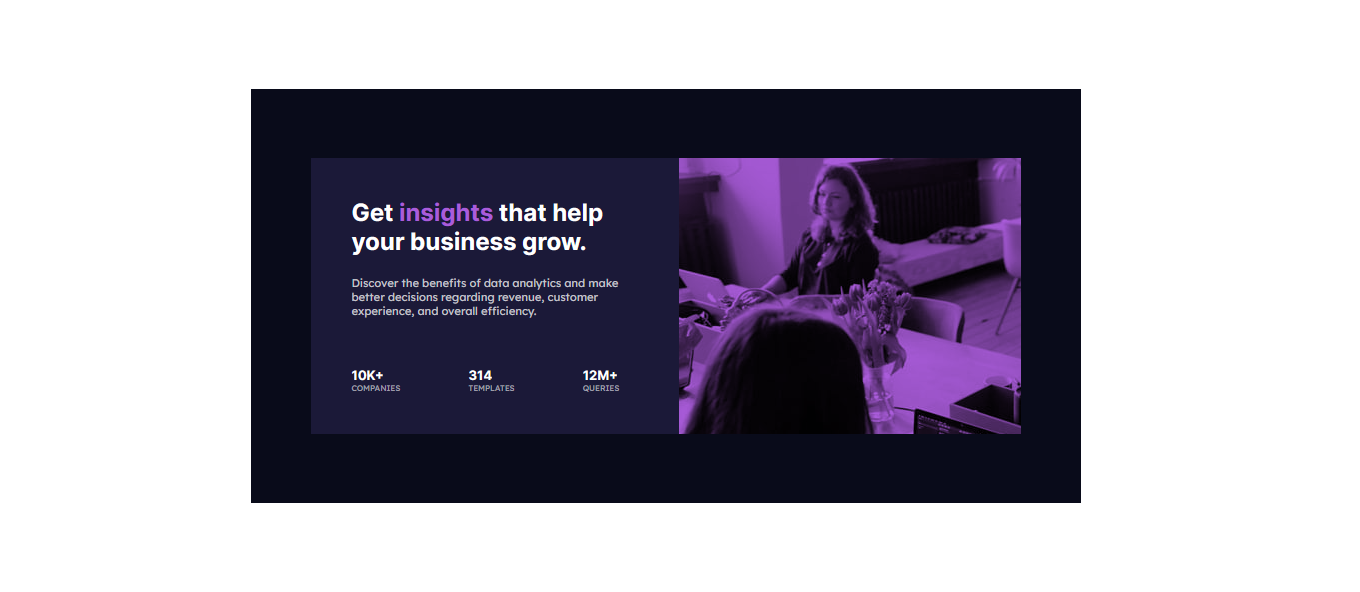 Get insights that help
your business grow.
Discover the benefits of data analytics and make
better decisions regarding revenue, customer
experience, and overall efficiency.
10K+ 314 12M+
COMPANIES TEMPLATES QUERIES